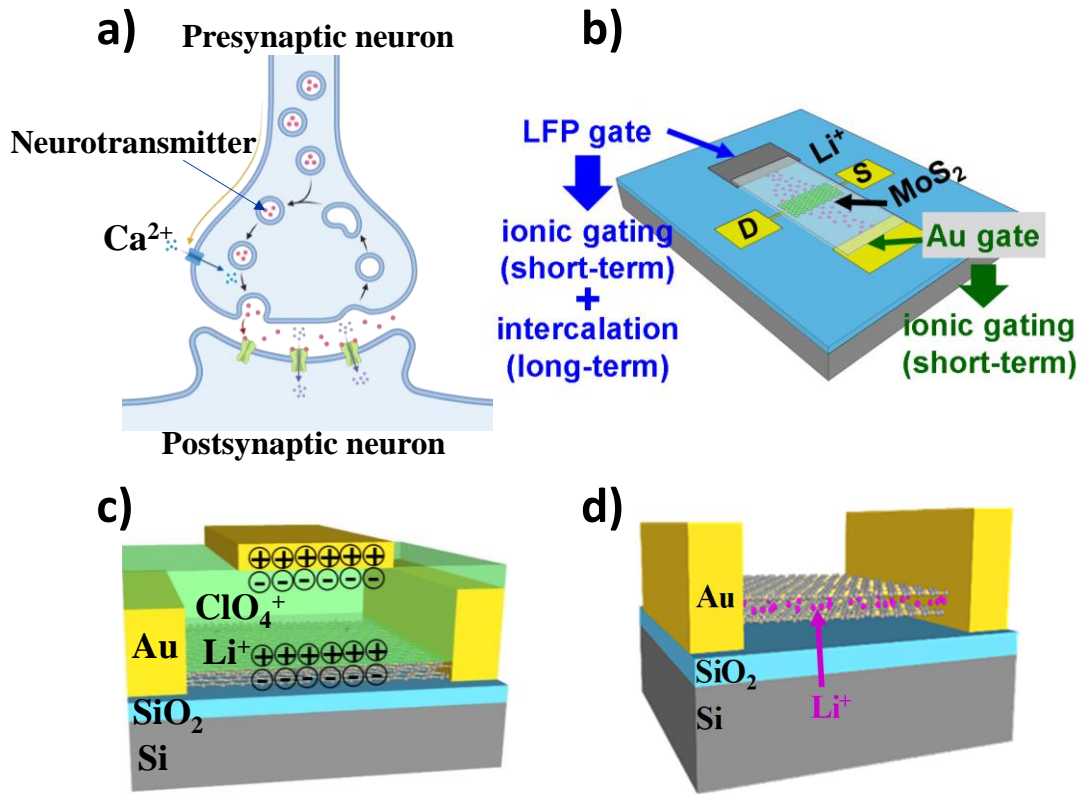 a)
Presynaptic neuron
Neurotransmitter
Ca²⁺
Postsynaptic neuron
b)
LFP gate
Li⁺
S
MoS₂
D
Au gate
ionic gating
(short-term)
+
intercalation
(long-term)
ionic gating
(short-term)
c)
+ + + + + +
- - - - - -
ClO₄⁺
Li⁺
+ + + + + +
- - - - - -
Au
SiO₂
Si
d)
Au
SiO₂
Li⁺
Si